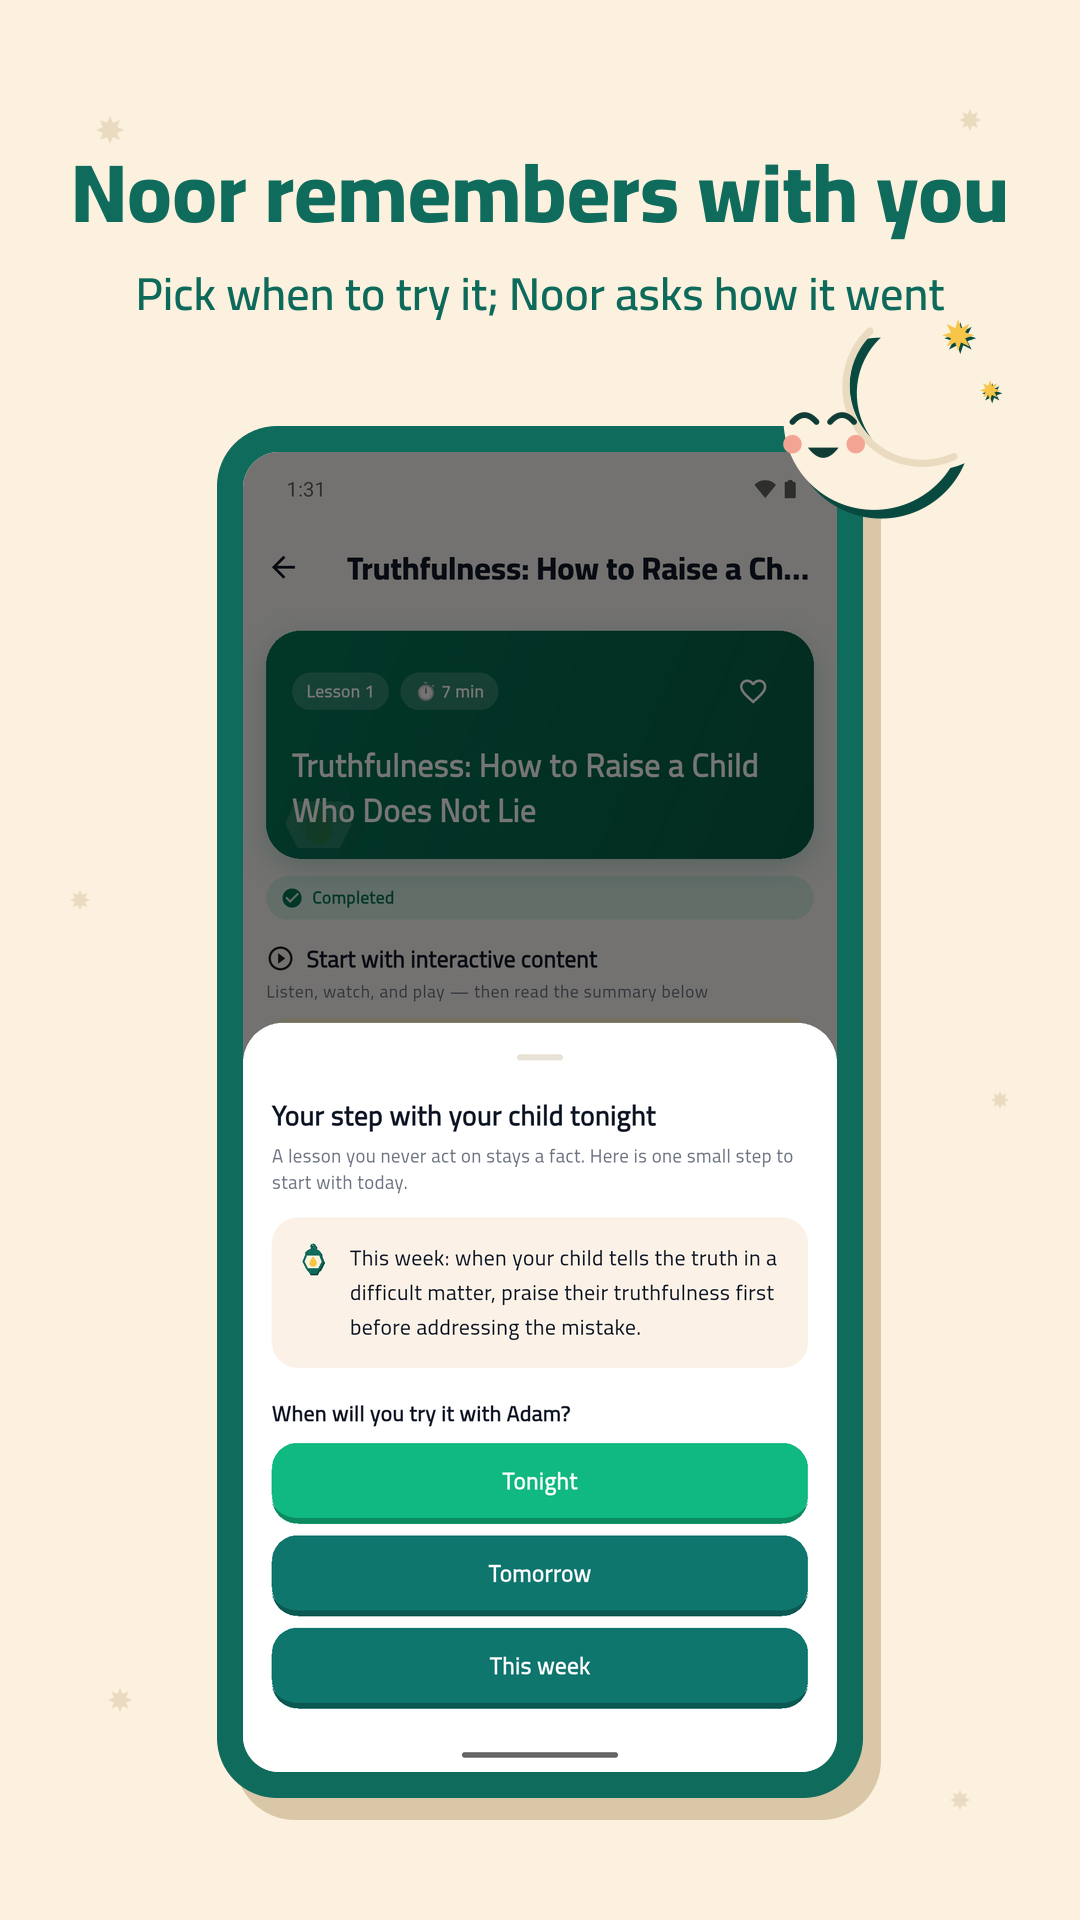 Noor remembers with you
Pick when to try it; Noor asks how it went
1:31
Truthfulness: How to Raise a Ch...
Lesson 1
7 min
Truthfulness: How to Raise a Child
Who Does Not Lie
Completed
Start with interactive content
Listen, watch, and play — then read the summary below
Your step with your child tonight
A lesson you never act on stays a fact. Here is one small step to
start with today.
This week: when your child tells the truth in a
difficult matter, praise their truthfulness first
before addressing the mistake.
When will you try it with Adam?
Tonight
Tomorrow
This week